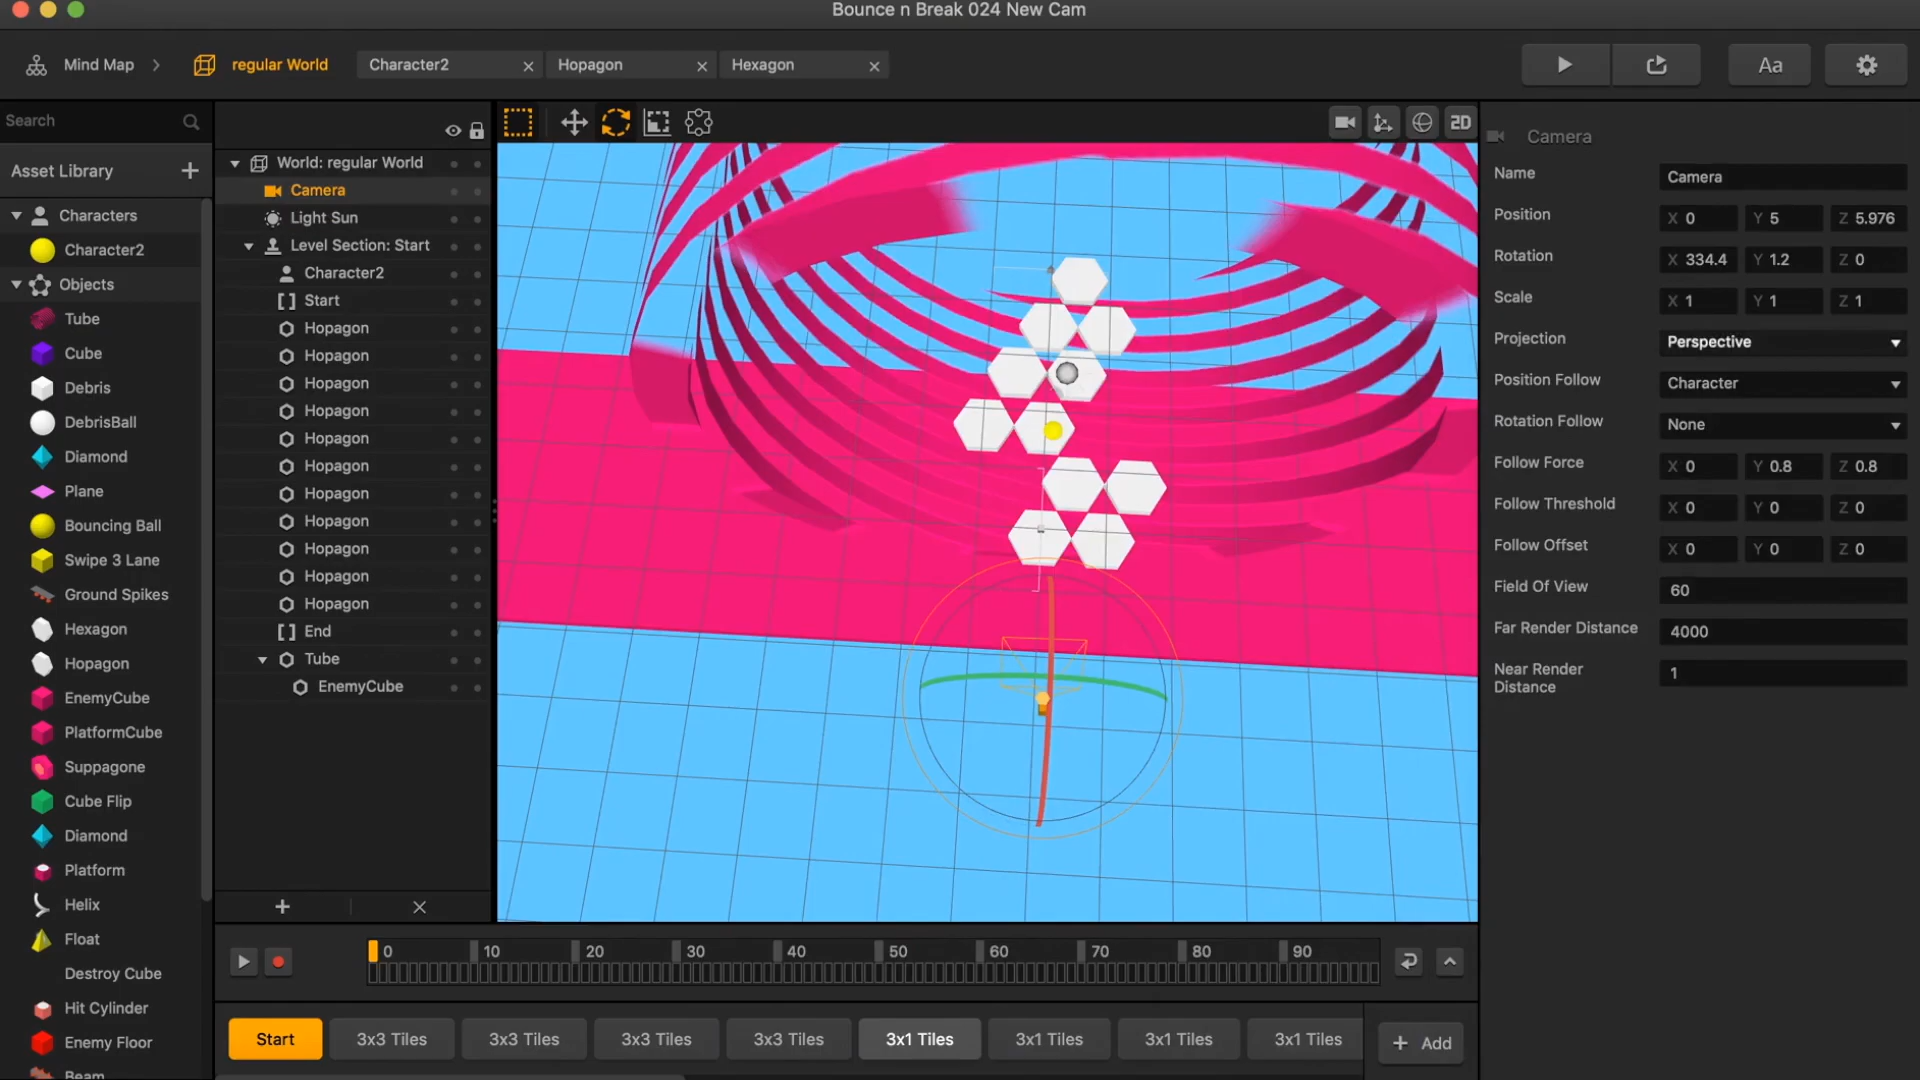 Bounce n Break 024 New Cam
Mind Map
regular World
Character2
Hopagon
Hexagon
Aa
Search
Asset Library
Characters
Character2
Objects
Tube
Cube
Debris
DebrisBall
Diamond
Plane
Bouncing Ball
Swipe 3 Lane
Ground Spikes
Hexagon
Hopagon
EnemyCube
PlatformCube
Suppagone
Cube Flip
Diamond
Platform
Helix
Float
Destroy Cube
Hit Cylinder
Enemy Floor
Beam
World: regular World
Camera
Light Sun
Level Section: Start
Character2
Start
Hopagon
Hopagon
Hopagon
Hopagon
Hopagon
Hopagon
Hopagon
Hopagon
Hopagon
Hopagon
Hopagon
End
Tube
EnemyCube
2D
Camera
Name Camera
Position X 0 Y 5 Z 5.976
Rotation X 334.4 Y 1.2 Z 0
Scale X 1 Y 1 Z 1
Projection Perspective
Position Follow Character
Rotation Follow None
Follow Force X 0 Y 0.8 Z 0.8
Follow Threshold X 0 Y 0 Z 0
Follow Offset X 0 Y 0 Z 0
Field Of View 60
Far Render Distance 4000
Near Render
Distance 1
0 10 20 30 40 50 60 70 80 90
Start 3x3 Tiles 3x3 Tiles 3x3 Tiles 3x3 Tiles 3x1 Tiles 3x1 Tiles 3x1 Tiles 3x1 Tiles Add